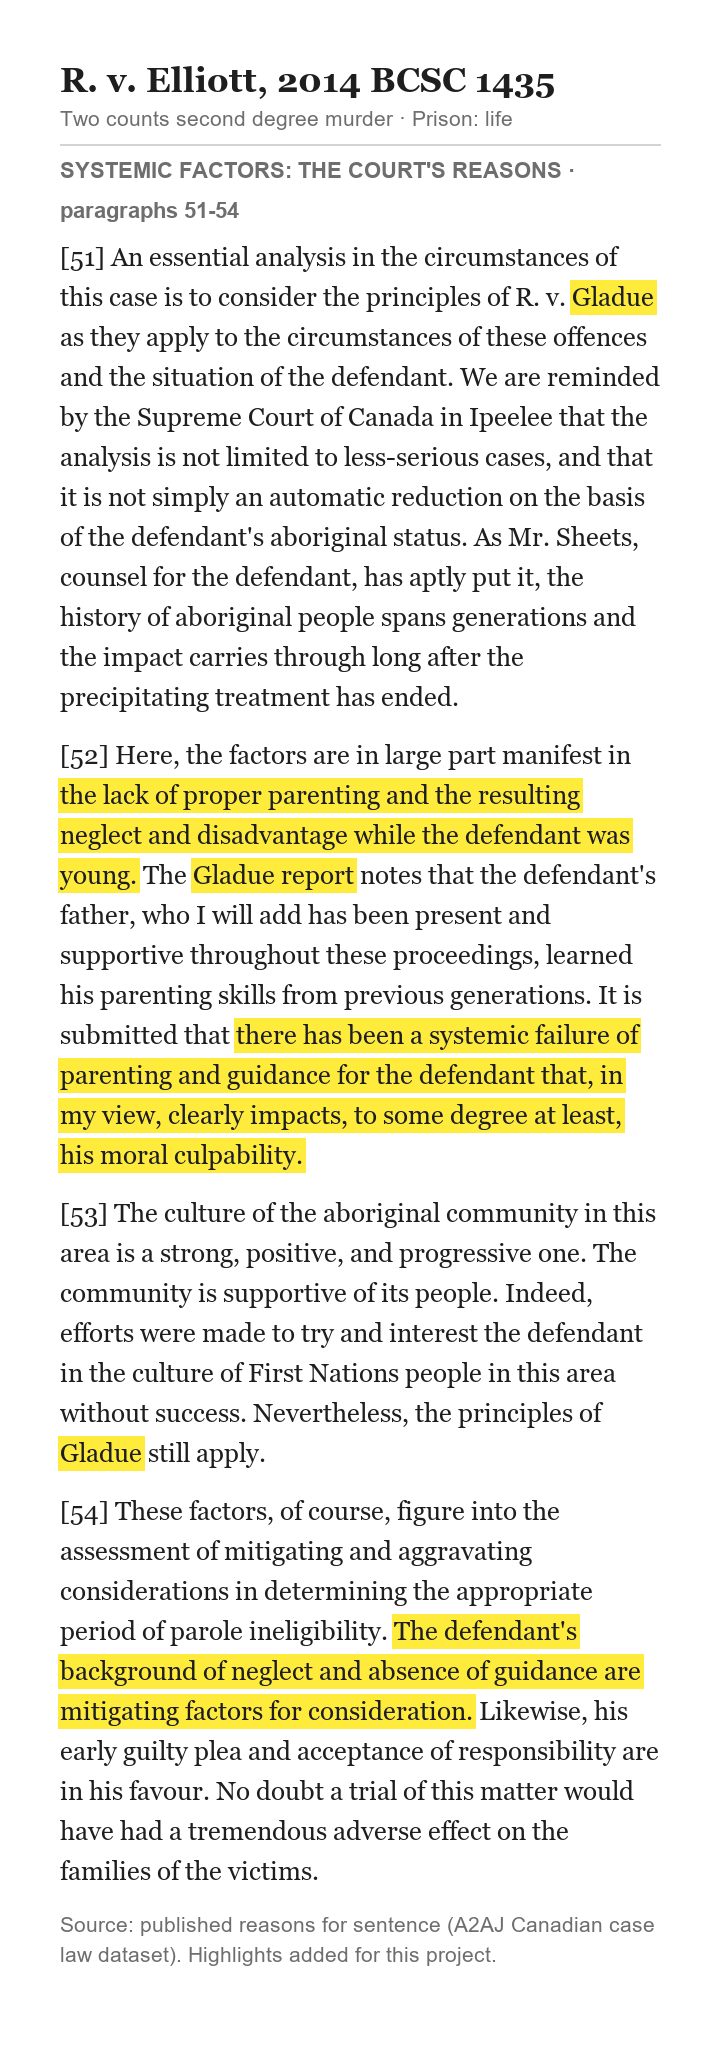 R. v. Elliott, 2014 BCSC 1435
Two counts second degree murder · Prison: life
SYSTEMIC FACTORS: THE COURT'S REASONS ·
paragraphs 51-54
[51] An essential analysis in the circumstances of
this case is to consider the principles of R. v. Gladue
as they apply to the circumstances of these offences
and the situation of the defendant. We are reminded
by the Supreme Court of Canada in Ipeelee that the
analysis is not limited to less-serious cases, and that
it is not simply an automatic reduction on the basis
of the defendant's aboriginal status. As Mr. Sheets,
counsel for the defendant, has aptly put it, the
history of aboriginal people spans generations and
the impact carries through long after the
precipitating treatment has ended.
[52] Here, the factors are in large part manifest in
the lack of proper parenting and the resulting
neglect and disadvantage while the defendant was
young. The Gladue report notes that the defendant's
father, who I will add has been present and
supportive throughout these proceedings, learned
his parenting skills from previous generations. It is
submitted that there has been a systemic failure of
parenting and guidance for the defendant that, in
my view, clearly impacts, to some degree at least,
his moral culpability.
[53] The culture of the aboriginal community in this
area is a strong, positive, and progressive one. The
community is supportive of its people. Indeed,
efforts were made to try and interest the defendant
in the culture of First Nations people in this area
without success. Nevertheless, the principles of
Gladue still apply.
[54] These factors, of course, figure into the
assessment of mitigating and aggravating
considerations in determining the appropriate
period of parole ineligibility. The defendant's
background of neglect and absence of guidance are
mitigating factors for consideration. Likewise, his
early guilty plea and acceptance of responsibility are
in his favour. No doubt a trial of this matter would
have had a tremendous adverse effect on the
families of the victims.
Source: published reasons for sentence (A2AJ Canadian case
law dataset). Highlights added for this project.